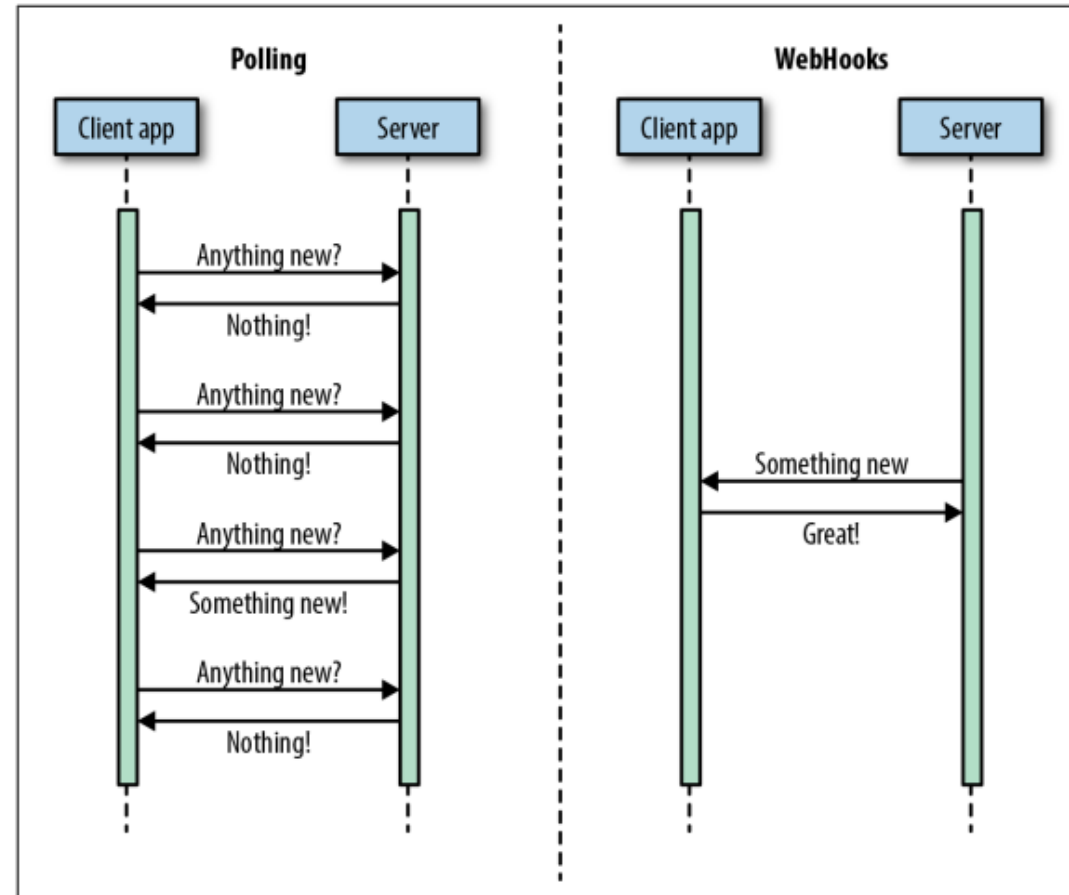 Polling
Client app
Server
Anything new?
Nothing!
Anything new?
Nothing!
Anything new?
Something new!
Anything new?
Nothing!
WebHooks
Client app
Server
Something new
Great!